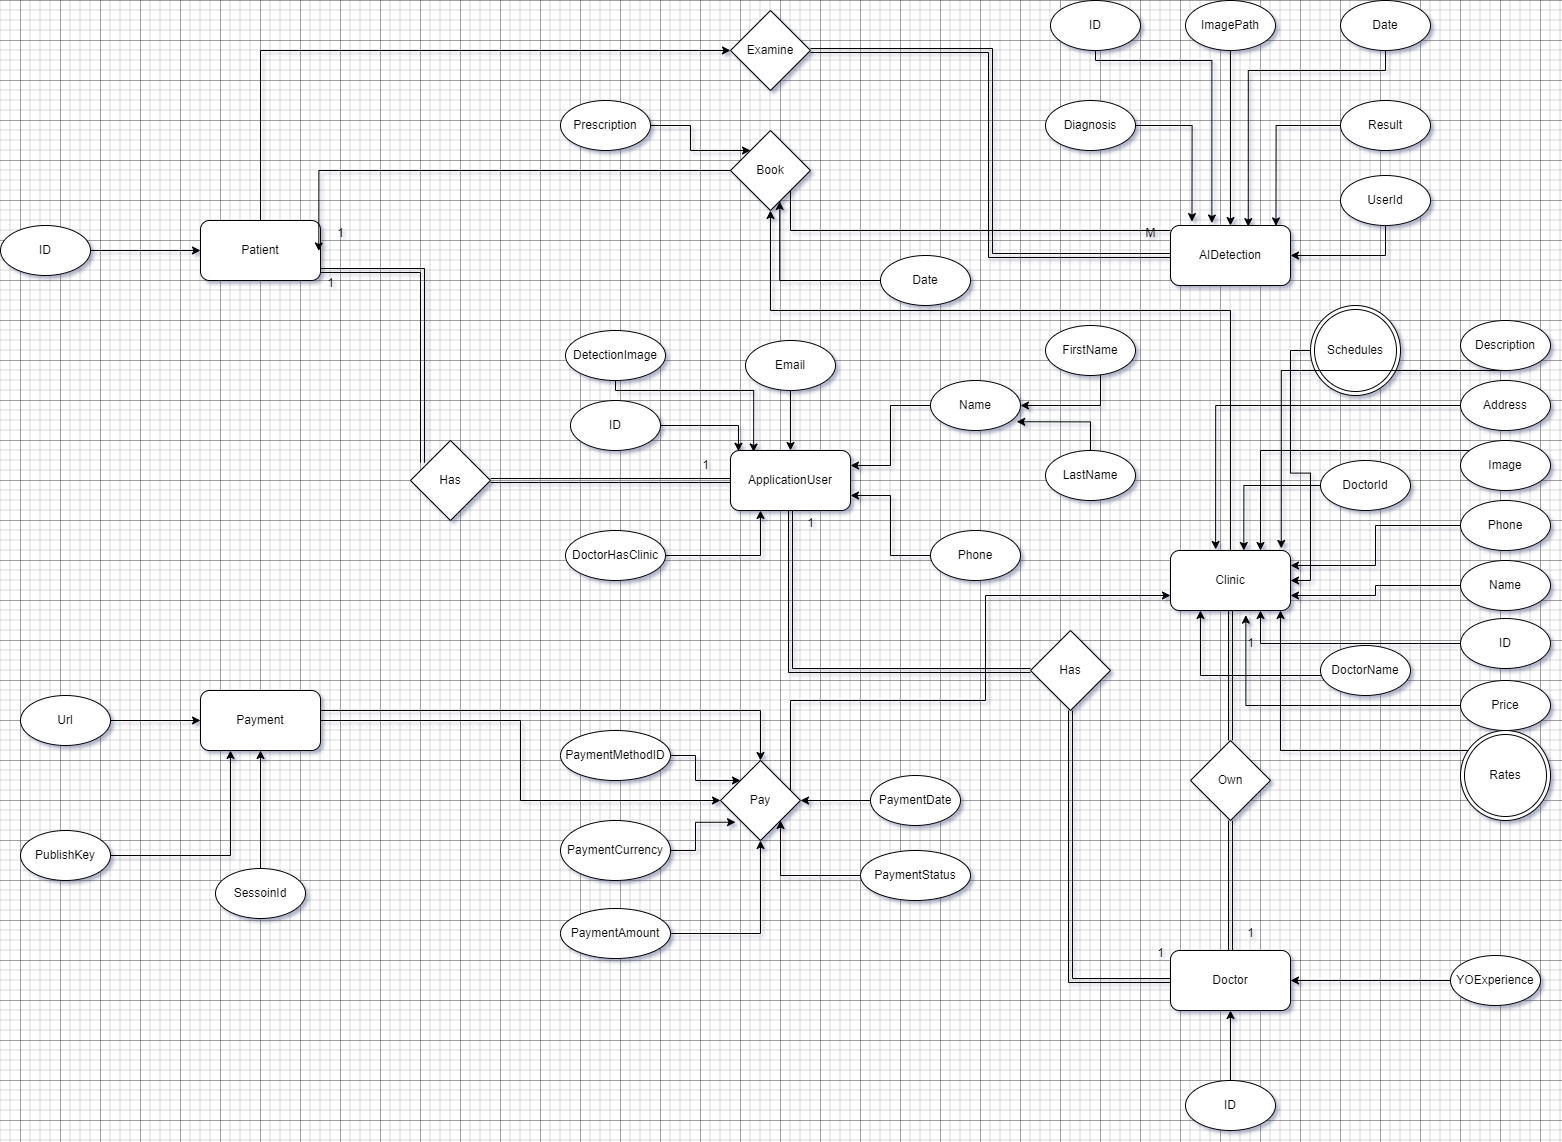 ID
ImagePath
Date
Examine
Prescription
Diagnosis
Result
Book
UserId
ID
Patient
1
M
AIDetection
1
Date
DetectionImage
Email
FirstName
Schedules
Description
ID
Name
Address
LastName
Image
1
Has
ApplicationUser
DoctorId
1
Phone
DoctorHasClinic
Phone
Clinic
Name
1
ID
Has
DoctorName
Price
Url
Payment
PaymentMethodID
Pay
PaymentDate
Own
Rates
PublishKey
PaymentCurrency
PaymentStatus
SessoinId
PaymentAmount
1
1
Doctor
YOExperience
ID